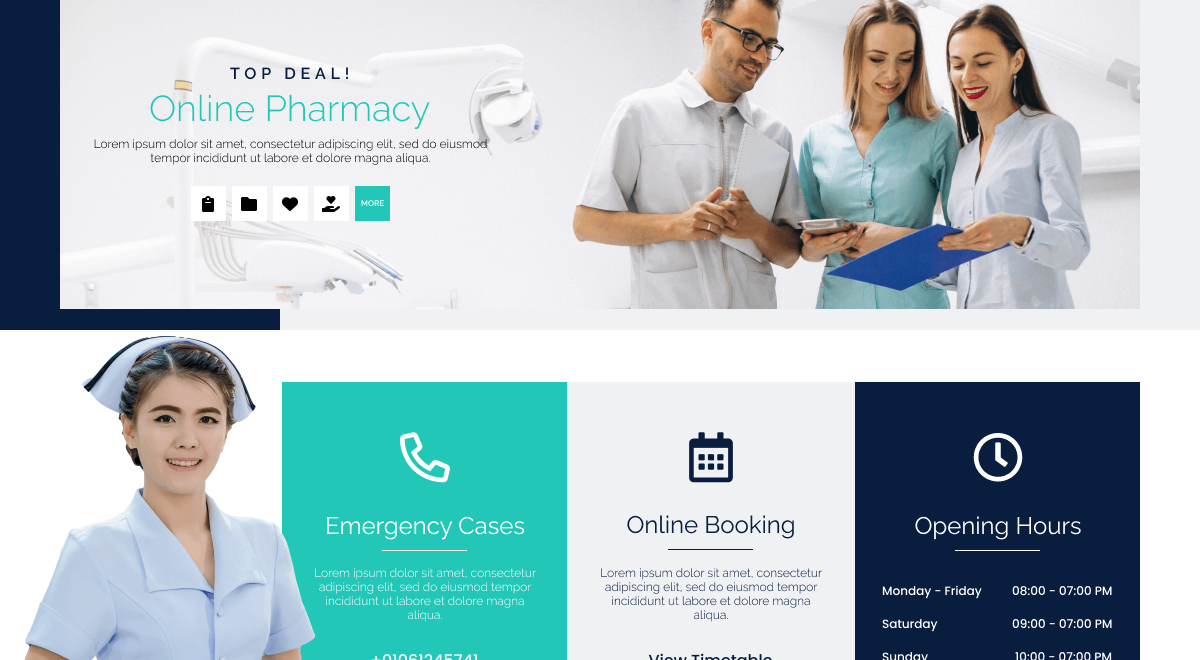 TOP DEAL!
Online Pharmacy
Lorem ipsum dolor sit amet, consectetur adipiscing elit, sed do eiusmod
tempor incididunt ut labore et dolore magna aliqua.
MORE
Emergency Cases
Lorem ipsum dolor sit amet, consectetur
adipiscing elit, sed do eiusmod tempor
incididunt ut labore et dolore magna
aliqua.
+01061245741
Online Booking
Lorem ipsum dolor sit amet, consectetur
adipiscing elit, sed do eiusmod tempor
incididunt ut labore et dolore magna
aliqua.
View Timetable
Opening Hours
Monday - Friday 08:00 - 07:00 PM
Saturday 09:00 - 07:00 PM
Sunday 10:00 - 07:00 PM